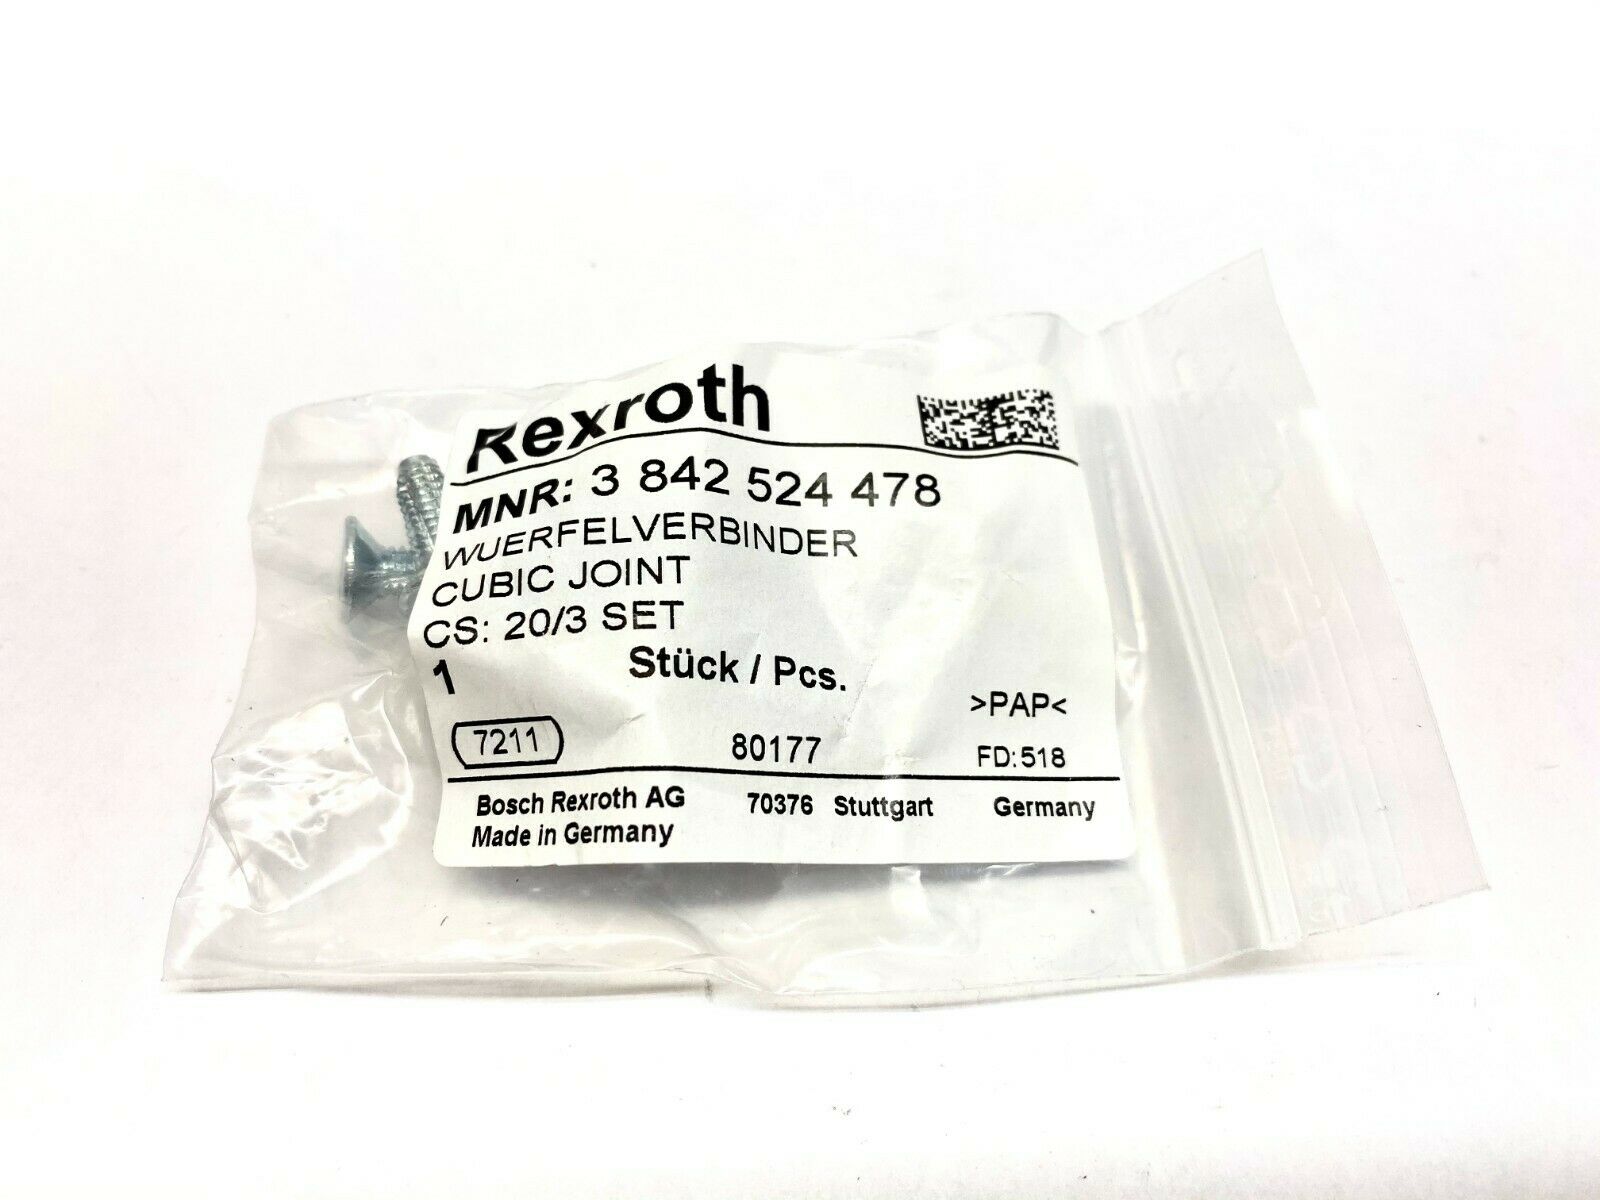 Rexroth
MNR: 3 842 524 478
WUERFELVERBINDER
CUBIC JOINT
CS: 20/3 SET
1 Stück / Pcs.
>PAP<
7211 80177 FD:518
Bosch Rexroth AG 70376 Stuttgart Germany
Made in Germany